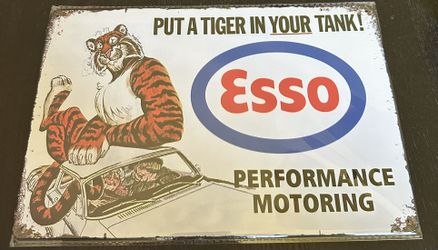 PUT A TIGER IN YOUR TANK!
Esso
PERFORMANCE
MOTORING